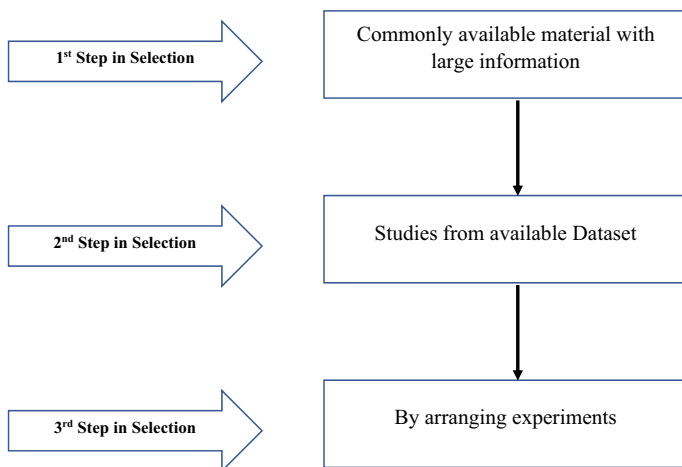 1st Step in Selection
Commonly available material with
large information
2nd Step in Selection
Studies from available Dataset
3rd Step in Selection
By arranging experiments